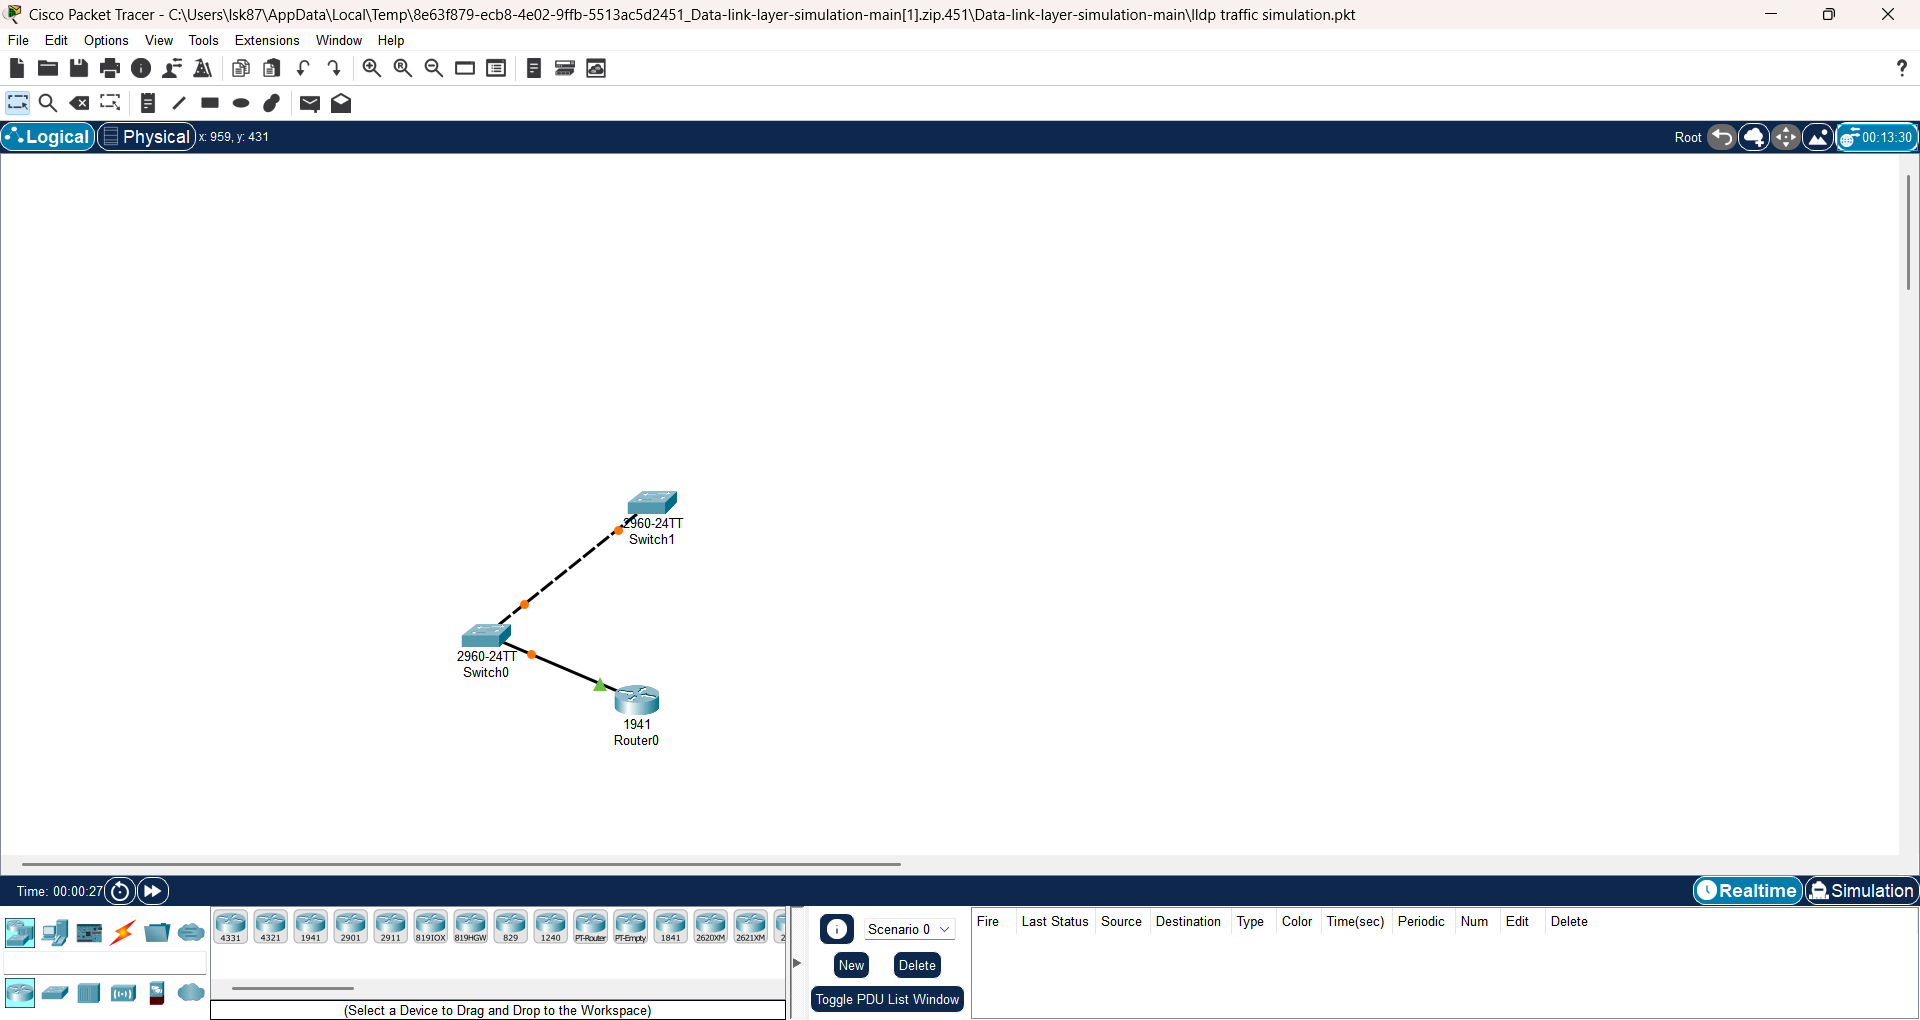 Cisco Packet Tracer - C:\Users\lsk87\AppData\Local\Temp\8e63f879-ecb8-4e02-9ffb-5513ac5d2451_Data-link-layer-simulation-main[1].zip.451\Data-link-layer-simulation-main\lldp traffic simulation.pkt
File Edit Options View Tools Extensions Window Help
Logical Physical x: 959, y: 431 Root 00:13:30
2960-24TT
Switch1
2960-24TT
Switch0
1941
Router0
Time: 00:00:27 Realtime Simulation
4331 4321 1941 2901 2911 819IOX 819HGW 829 1240 PT-Router PT-Empty 1841 2620XM 2621XM 2
Scenario 0
New Delete
Toggle PDU List Window
Fire Last Status Source Destination Type Color Time(sec) Periodic Num Edit Delete
(Select a Device to Drag and Drop to the Workspace)